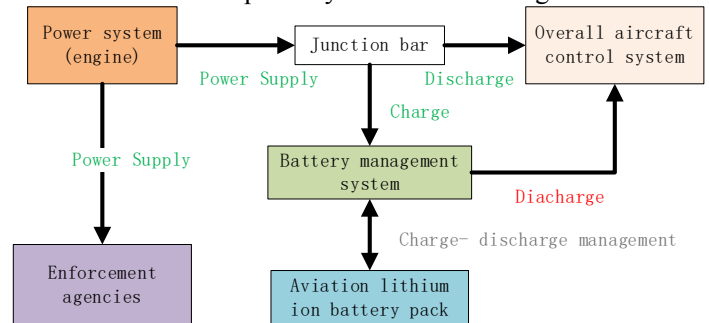 Power system
(engine)
Junction bar
Overall aircraft
control system
Power Supply
Discharge
Charge
Power Supply
Battery management
system
Diacharge
Charge- discharge management
Enforcement
agencies
Aviation lithium
ion battery pack